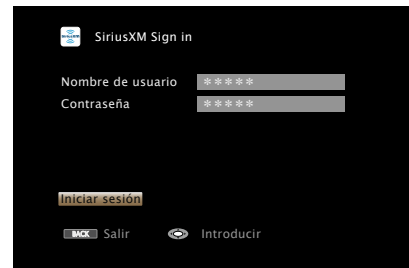 SiriusXM Sign in
Nombre de usuario *****
Contraseña *****
Iniciar sesión
BACK Salir Introducir